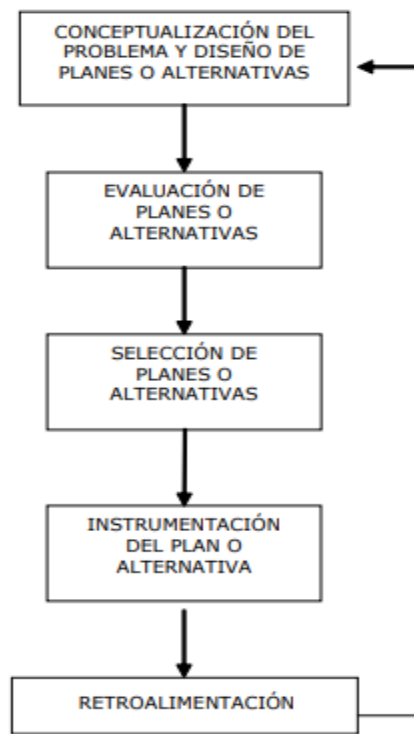 CONCEPTUALIZACIÓN DEL
PROBLEMA Y DISEÑO DE
PLANES O ALTERNATIVAS
EVALUACIÓN DE
PLANES O
ALTERNATIVAS
SELECCIÓN DE
PLANES O
ALTERNATIVAS
INSTRUMENTACIÓN
DEL PLAN O
ALTERNATIVA
RETROALIMENTACIÓN